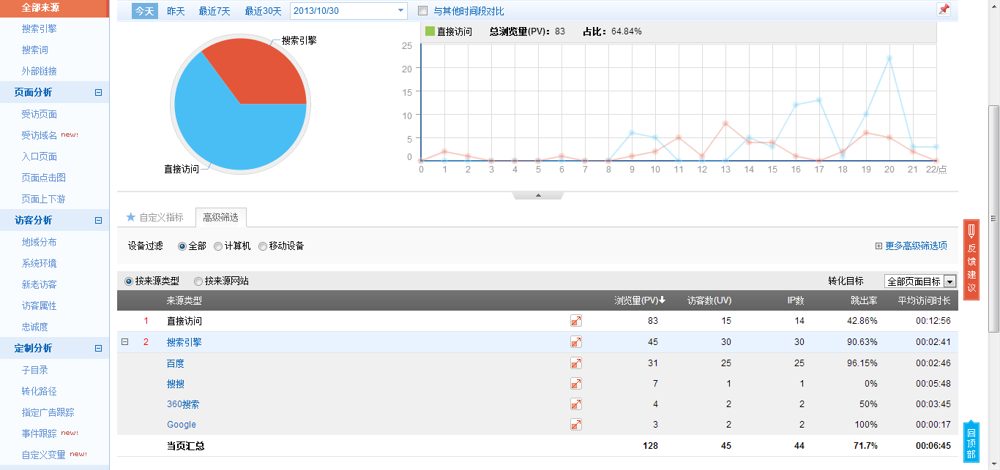 全部来源
搜索引擎
搜索词
外部链接
页面分析
受访页面
受访域名 new!
入口页面
页面点击图
页面上下游
访客分析
地域分布
系统环境
新老访客
访客属性
忠诚度
定制分析
子目录
转化路径
指定广告跟踪
事件跟踪 new!
自定义变量 new!
今天 昨天 最近7天 最近30天 2013/10/30 与其他时间段对比
搜索引擎
直接访问
直接访问 总浏览量(PV)：83 占比：64.84%
25
20
15
10
5
0
0 1 2 3 4 5 6 7 8 9 10 11 12 13 14 15 16 17 18 19 20 21 22/点
自定义指标 高级筛选
设备过滤 全部 计算机 移动设备 更多高级筛选项
按来源类型 按来源网站 转化目标 全部页面目标
来源类型 浏览量(PV) 访客数(UV) IP数 跳出率 平均访问时长
1 直接访问 83 15 14 42.86% 00:12:56
2 搜索引擎 45 30 30 90.63% 00:02:41
百度 31 25 25 96.15% 00:02:46
搜搜 7 1 1 0% 00:05:48
360搜索 4 2 2 50% 00:03:45
Google 3 2 2 100% 00:00:17
当页汇总 128 45 44 71.7% 00:06:45
反馈建议
回顶部